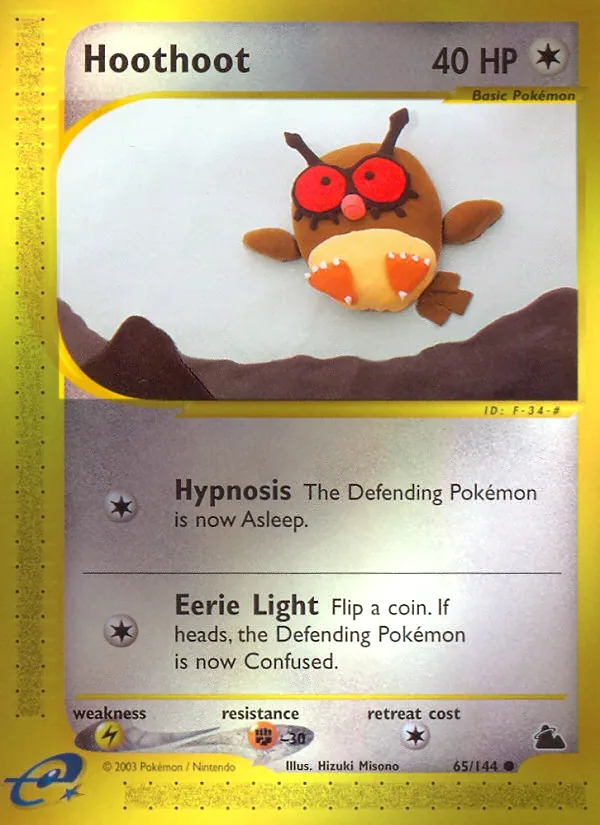 Hoothoot 40 HP
Basic Pokémon
ID: F-34-#
Hypnosis The Defending Pokémon
is now Asleep.
Eerie Light Flip a coin. If
heads, the Defending Pokémon
is now Confused.
weakness resistance retreat cost
-30
© 2003 Pokémon / Nintendo Illus. Hizuki Misono 65/144
e